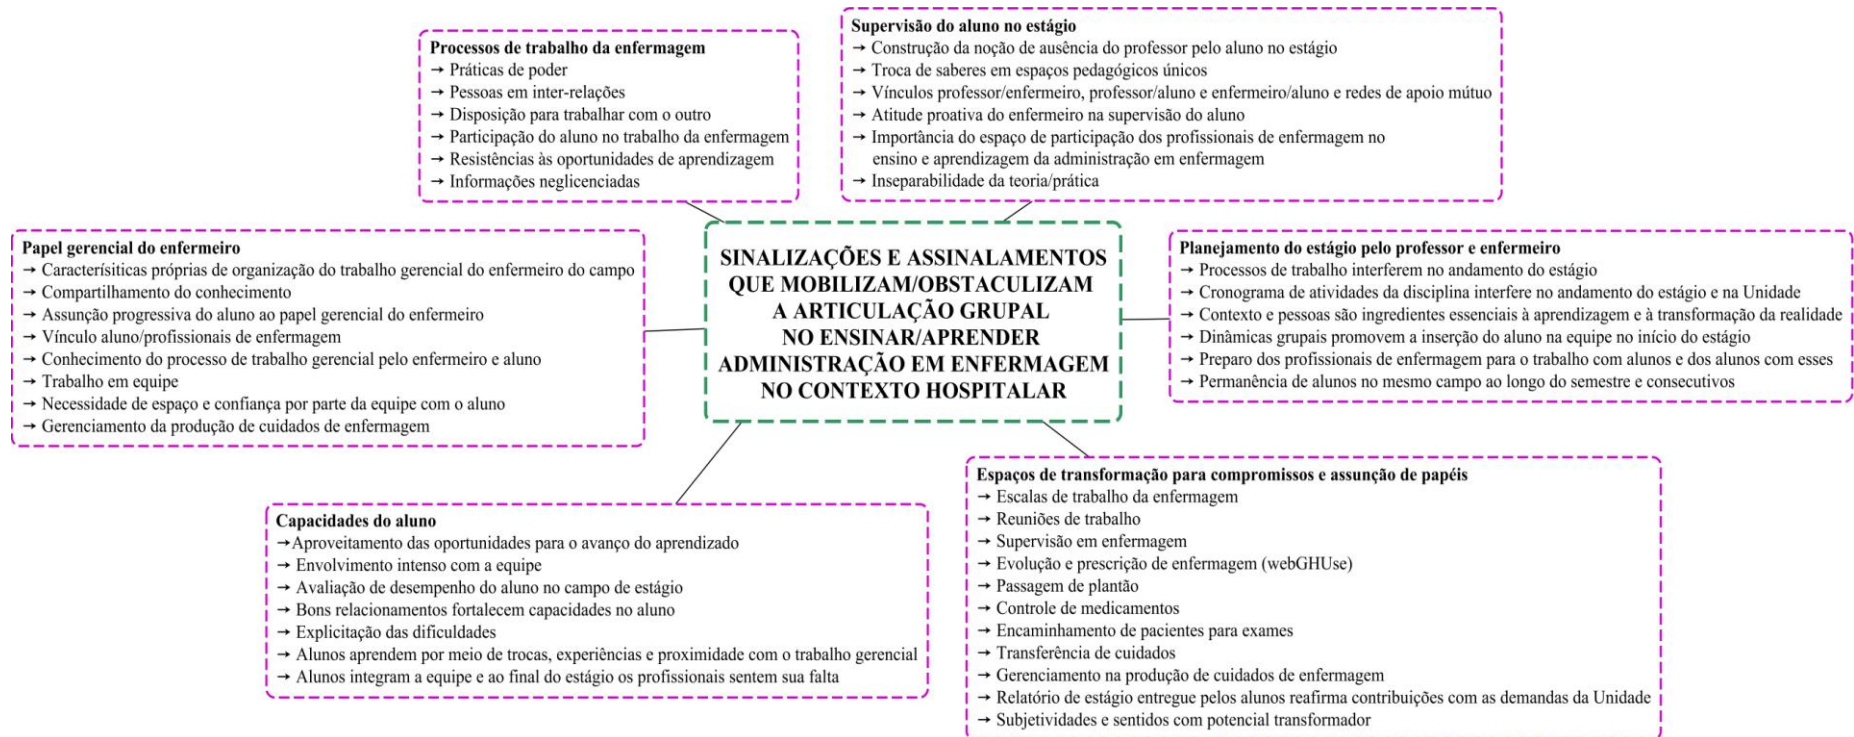 Processos de trabalho da enfermagem
→ Práticas de poder
→ Pessoas em inter-relações
→ Disposição para trabalhar com o outro
→ Participação do aluno no trabalho da enfermagem
→ Resistências às oportunidades de aprendizagem
→ Informações neglicenciadas
Supervisão do aluno no estágio
→ Construção da noção de ausência do professor pelo aluno no estágio
→ Troca de saberes em espaços pedagógicos únicos
→ Vínculos professor/enfermeiro, professor/aluno e enfermeiro/aluno e redes de apoio mútuo
→ Atitude proativa do enfermeiro na supervisão do aluno
→ Importância do espaço de participação dos profissionais de enfermagem no
ensino e aprendizagem da administração em enfermagem
→ Inseparabilidade da teoria/prática
Papel gerencial do enfermeiro
→ Caracterísiticas próprias de organização do trabalho gerencial do enfermeiro do campo
→ Compartilhamento do conhecimento
→ Assunção progressiva do aluno ao papel gerencial do enfermeiro
→ Vínculo aluno/profissionais de enfermagem
→ Conhecimento do processo de trabalho gerencial pelo enfermeiro e aluno
→ Trabalho em equipe
→ Necessidade de espaço e confiança por parte da equipe com o aluno
→ Gerenciamento da produção de cuidados de enfermagem
SINALIZAÇÕES E ASSINALAMENTOS
QUE MOBILIZAM/OBSTACULIZAM
A ARTICULAÇÃO GRUPAL
NO ENSINAR/APRENDER
ADMINISTRAÇÃO EM ENFERMAGEM
NO CONTEXTO HOSPITALAR
Planejamento do estágio pelo professor e enfermeiro
→ Processos de trabalho interferem no andamento do estágio
→ Cronograma de atividades da disciplina interfere no andamento do estágio e na Unidade
→ Contexto e pessoas são ingredientes essenciais à aprendizagem e à transformação da realidade
→ Dinâmicas grupais promovem a inserção do aluno na equipe no início do estágio
→ Preparo dos profissionais de enfermagem para o trabalho com alunos e dos alunos com esses
→ Permanência de alunos no mesmo campo ao longo do semestre e consecutivos
Capacidades do aluno
→Aproveitamento das oportunidades para o avanço do aprendizado
→ Envolvimento intenso com a equipe
→ Avaliação de desempenho do aluno no campo de estágio
→ Bons relacionamentos fortalecem capacidades no aluno
→ Explicitação das dificuldades
→ Alunos aprendem por meio de trocas, experiências e proximidade com o trabalho gerencial
→ Alunos integram a equipe e ao final do estágio os profissionais sentem sua falta
Espaços de transformação para compromissos e assunção de papéis
→ Escalas de trabalho da enfermagem
→ Reuniões de trabalho
→ Supervisão em enfermagem
→ Evolução e prescrição de enfermagem (webGHUse)
→ Passagem de plantão
→ Controle de medicamentos
→ Encaminhamento de pacientes para exames
→ Transferência de cuidados
→ Gerenciamento na produção de cuidados de enfermagem
→ Relatório de estágio entregue pelos alunos reafirma contribuições com as demandas da Unidade
→ Subjetividades e sentidos com potencial transformador